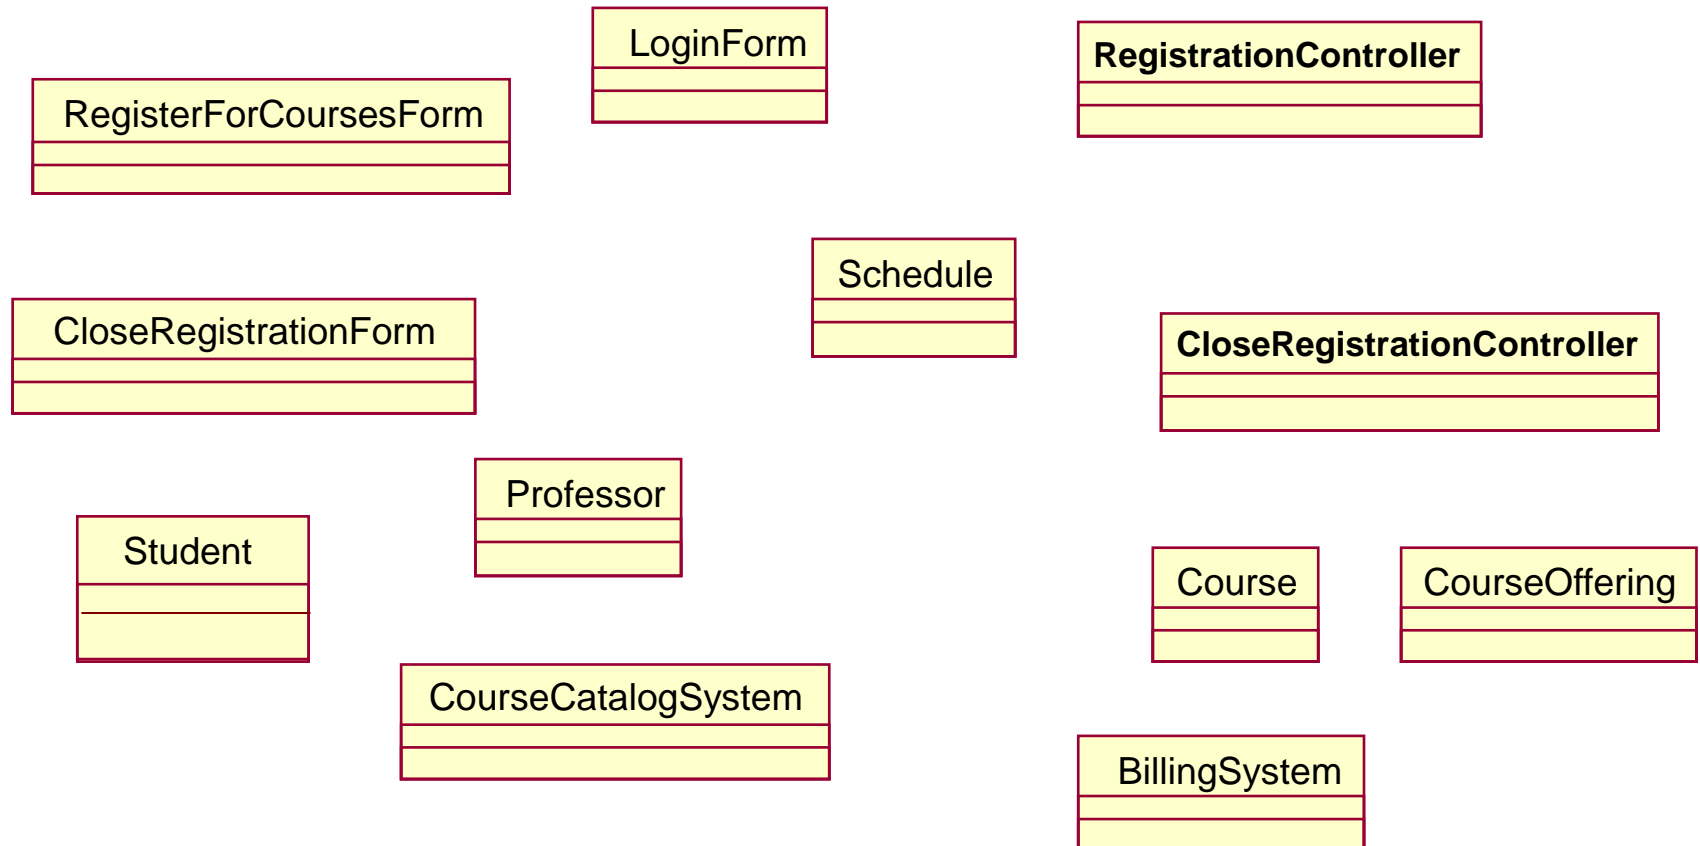 LoginForm
RegistrationController
RegisterForCoursesForm
Schedule
CloseRegistrationForm
CloseRegistrationController
Professor
Student
Course
CourseOffering
CourseCatalogSystem
BillingSystem